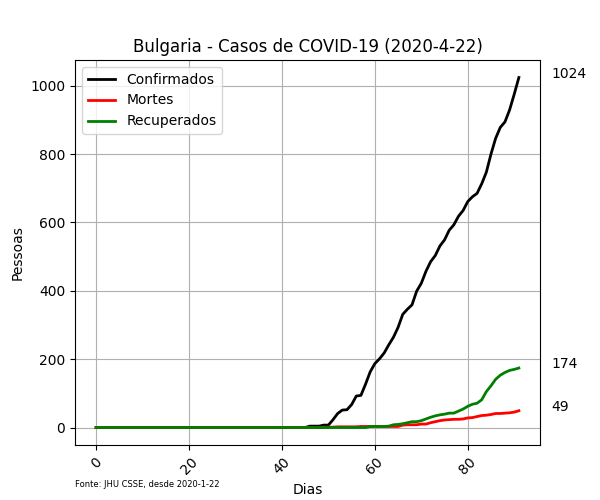 Bulgaria - Casos de COVID-19 (2020-4-22)
Confirmados
Mortes
Recuperados
1024
174
49
1000
800
600
400
200
0
Pessoas
0 20 40 60 80
Dias
Fonte: JHU CSSE, desde 2020-1-22